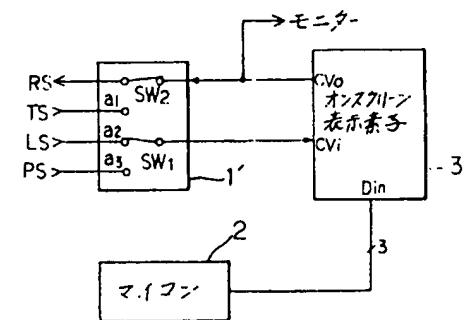 モニター
RS
TS
LS
PS
a1
a2
a3
SW2
SW1
1'
CVo
オンスクリーン
表示素子
CVi
Din
3
3
2
マイコン